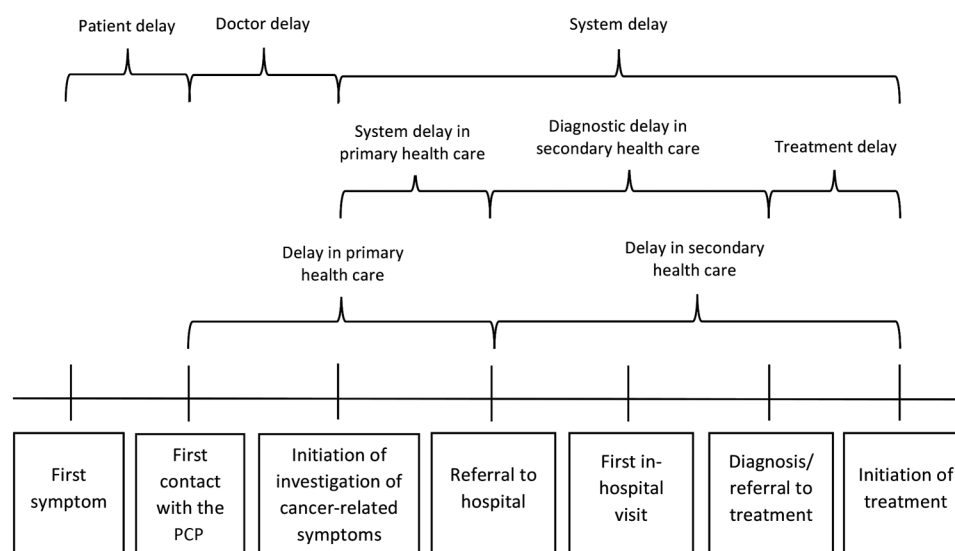 Patient delay
Doctor delay
System delay
System delay in
primary health care
Diagnostic delay in
secondary health care
Treatment delay
Delay in primary
health care
Delay in secondary
health care
First
symptom
First
contact
with the
PCP
Initiation of
investigation of
cancer-related
symptoms
Referral to
hospital
First in-
hospital
visit
Diagnosis/
referral to
treatment
Initiation of
treatment